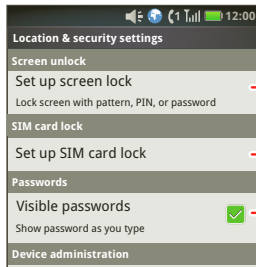 12:00
Location & security settings
Screen unlock
Set up screen lock
Lock screen with pattern, PIN, or password
SIM card lock
Set up SIM card lock
Passwords
Visible passwords
Show password as you type
Device administration